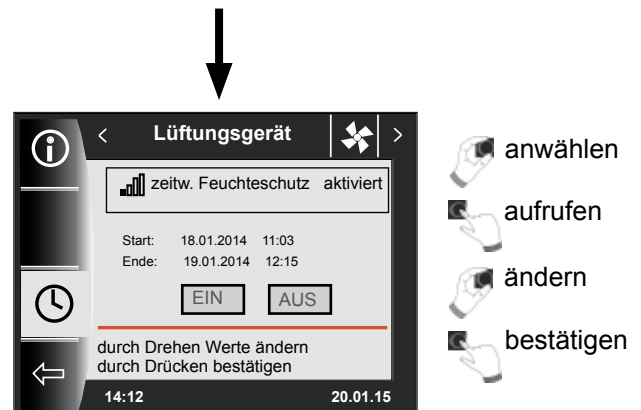 < Lüftungsgerät >
zeitw. Feuchteschutz aktiviert
Start: 18.01.2014 11:03
Ende: 19.01.2014 12:15
EIN AUS
durch Drehen Werte ändern
durch Drücken bestätigen
14:12 20.01.15
anwählen
aufrufen
ändern
bestätigen